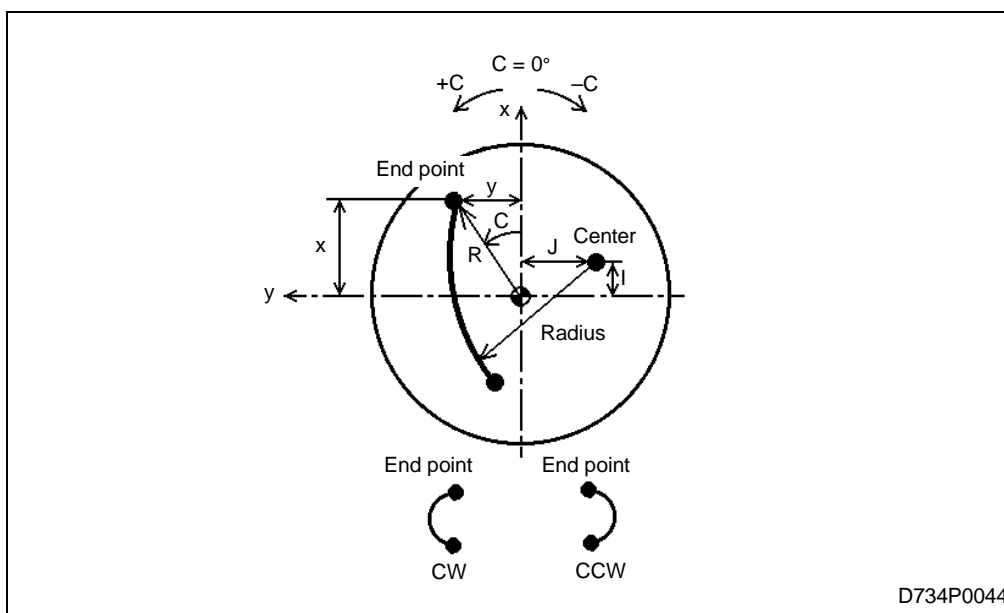 C = 0°
+C
–C
x
End point
y
C
J
Center
x
R
I
y
Radius
End point
End point
CW
CCW
D734P0044